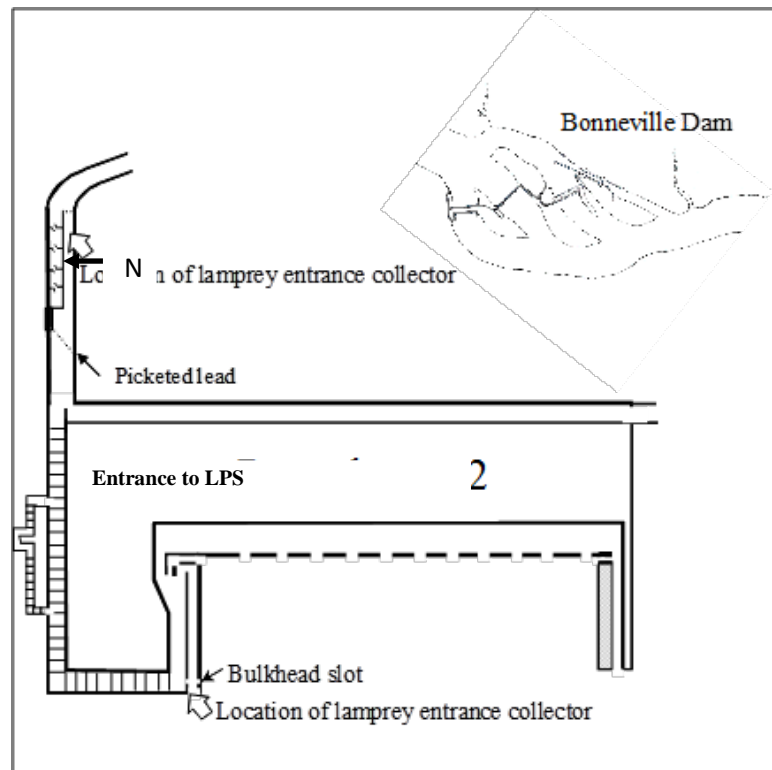 Bonneville Dam
N
n of lamprey entrance collector
Picketed lead
Entrance to LPS
2
Bulkhead slot
Location of lamprey entrance collector